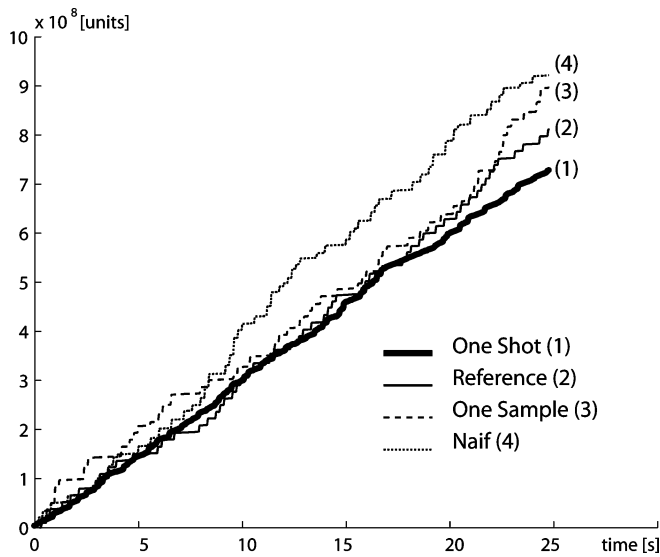 x 10 8 [units]
10
9
8
7
6
5
4
3
2
1
0
(4)
(3)
(2)
(1)
One Shot (1)
Reference (2)
One Sample (3)
Naif (4)
0 5 10 15 20 25 time [s]